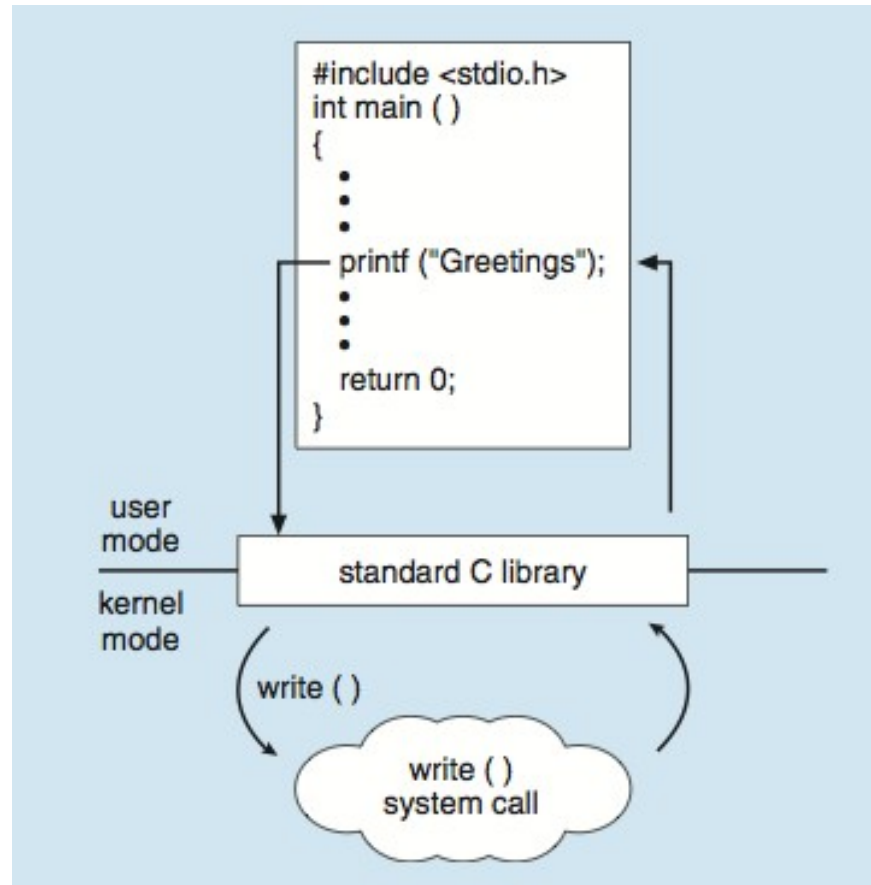 #include <stdio.h>
int main ( )
{
•
•
•
printf ("Greetings");
•
•
•
return 0;
}
user
mode
standard C library
kernel
mode
write ( )
write ( )
system call